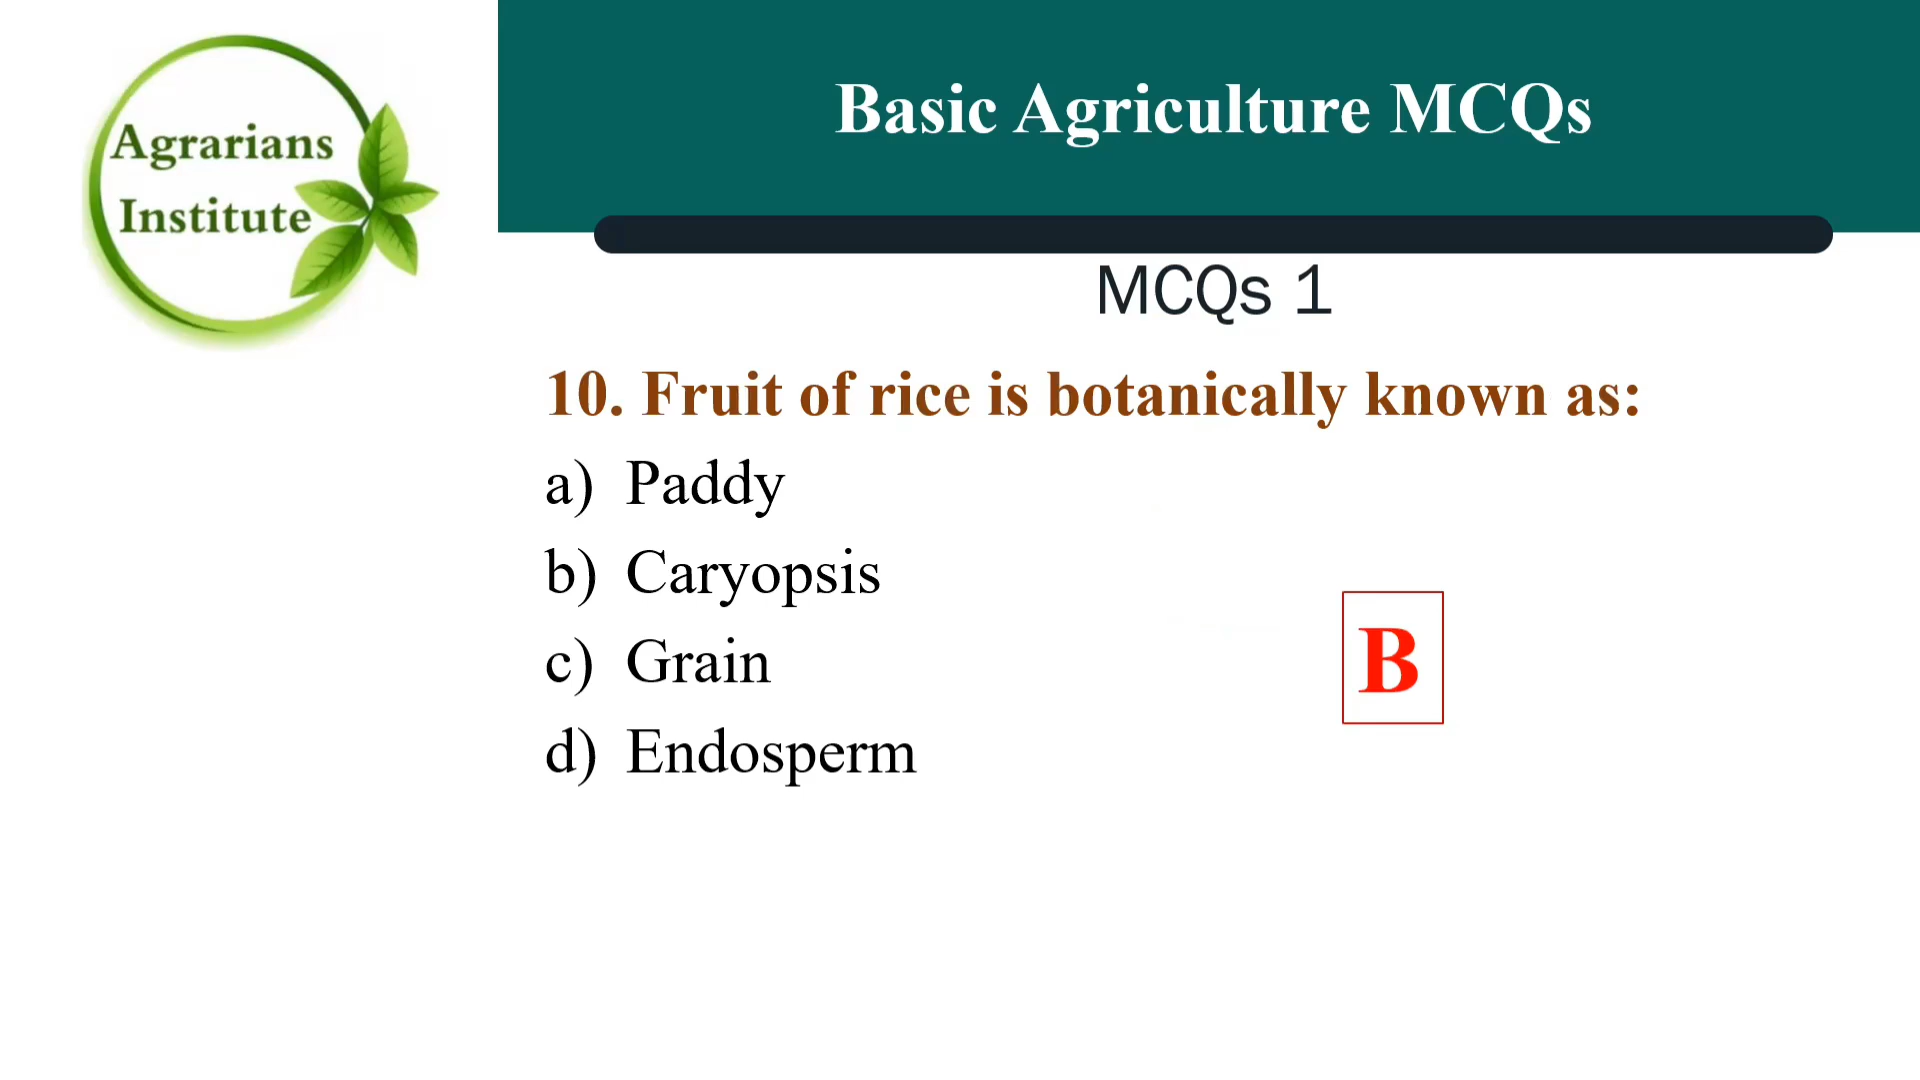 Agrarians
Institute
Basic Agriculture MCQs
MCQs 1
10. Fruit of rice is botanically known as:
a) Paddy
b) Caryopsis
c) Grain
d) Endosperm
B